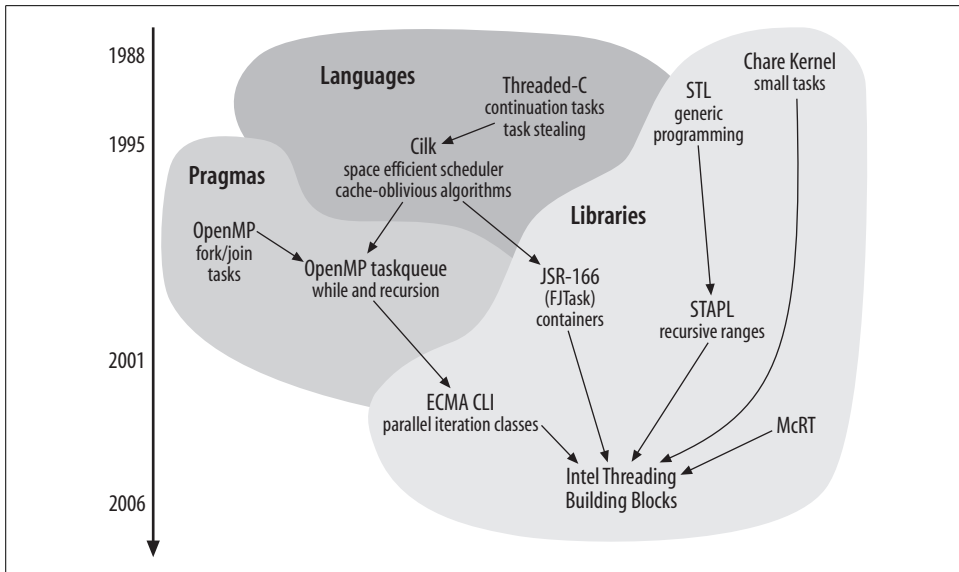 1988
Chare Kernel
small tasks
Languages
Threaded-C
continuation tasks
task stealing
STL
generic
programming
1995
Cilk
space efficient scheduler
cache-oblivious algorithms
Pragmas
Libraries
OpenMP
fork/join
tasks
OpenMP taskqueue
while and recursion
JSR-166
(FJTask)
containers
STAPL
recursive ranges
2001
ECMA CLI
parallel iteration classes
McRT
Intel Threading
Building Blocks
2006